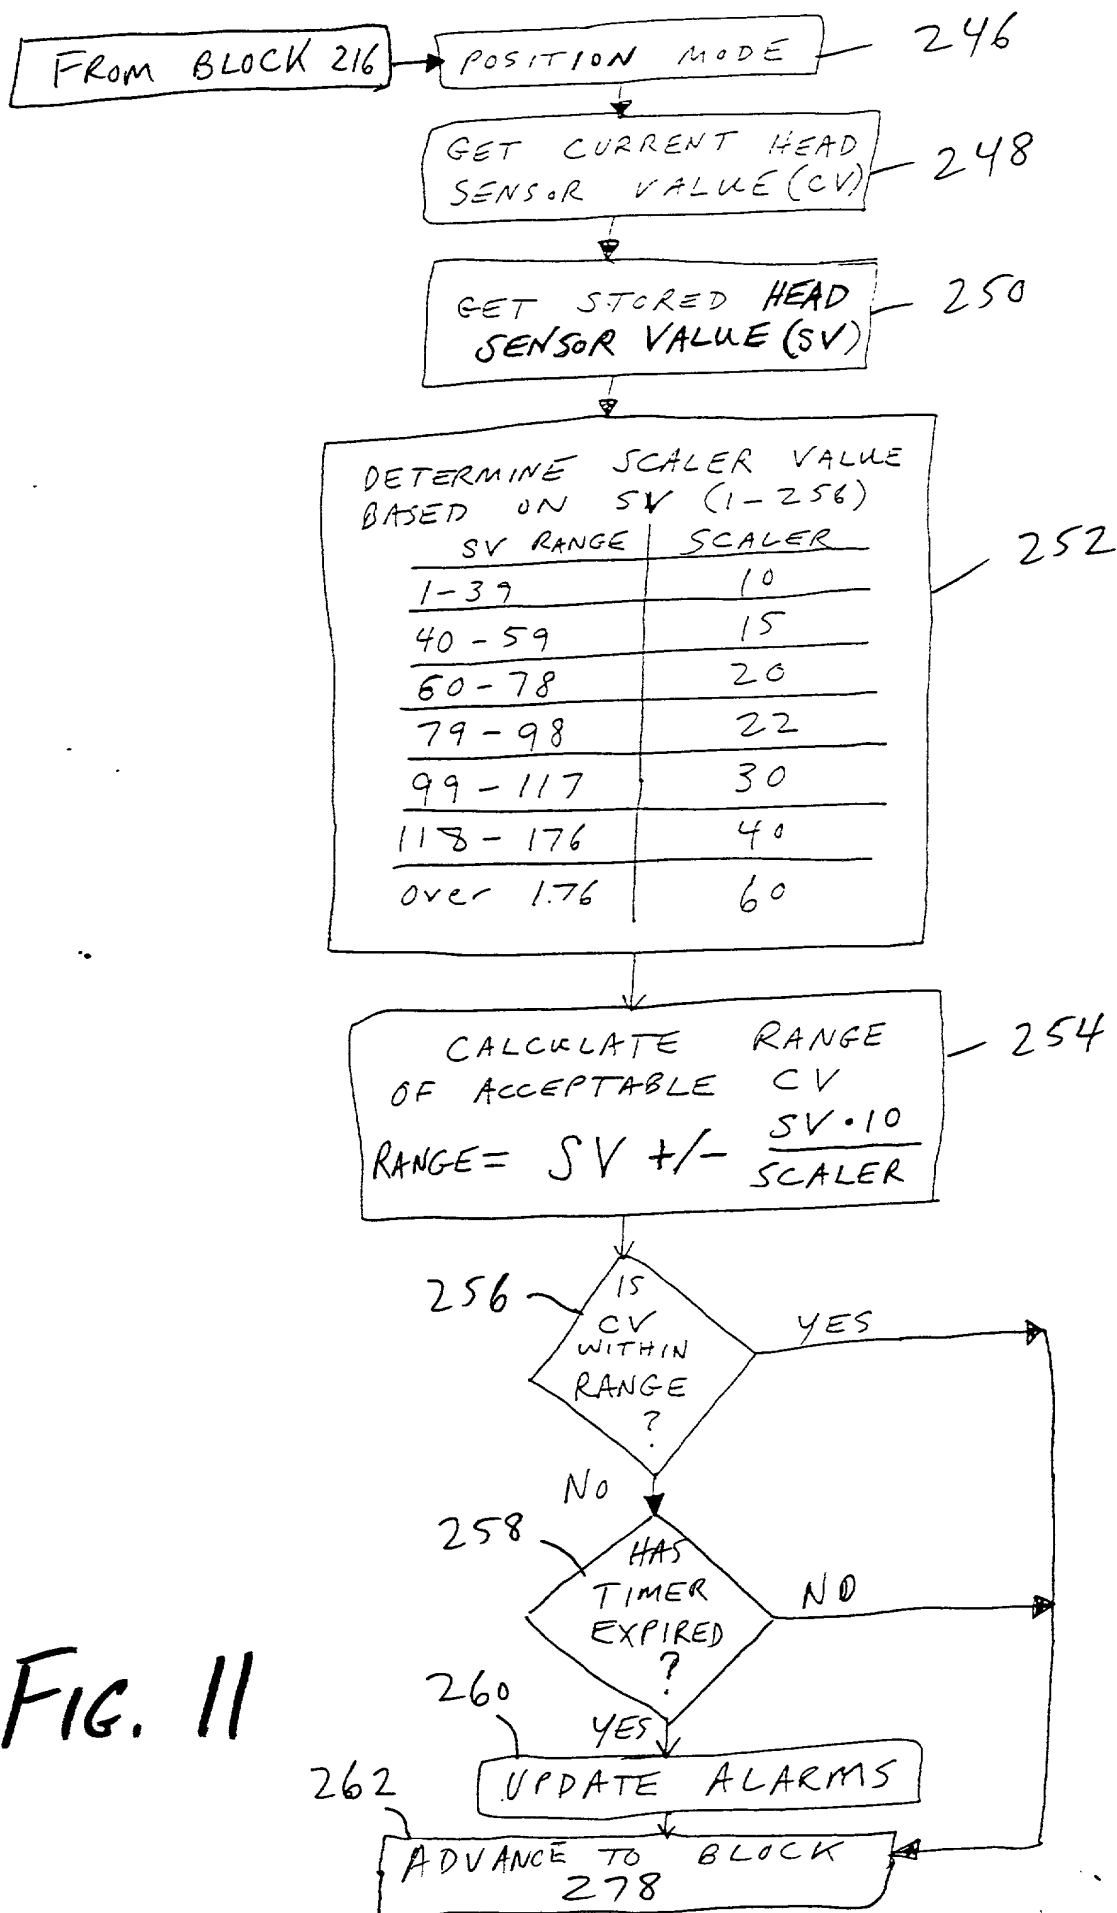 FROM BLOCK 216
POSITION MODE
246
GET CURRENT HEAD
SENSOR VALUE (CV)
248
GET STORED HEAD
SENSOR VALUE (SV)
250
DETERMINE SCALER VALUE
BASED ON SV (1-256)
SV RANGE SCALER
252
1-39 10
40-59 15
60-78 20
79-98 22
99-117 30
118-176 40
over 176 60
CALCULATE RANGE
OF ACCEPTABLE CV
RANGE = SV +/- SV·10
SCALER
254
256
IS
CV
WITHIN
RANGE
?
YES
NO
258
HAS
TIMER
EXPIRED
?
NO
YES
260
UPDATE ALARMS
262
ADVANCE TO BLOCK
278
FIG. 11